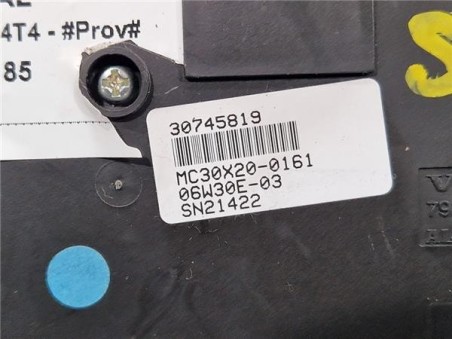 4T4 - #Prov#
85
30745819
MC30X20-0161
06W30E-03
SN21422